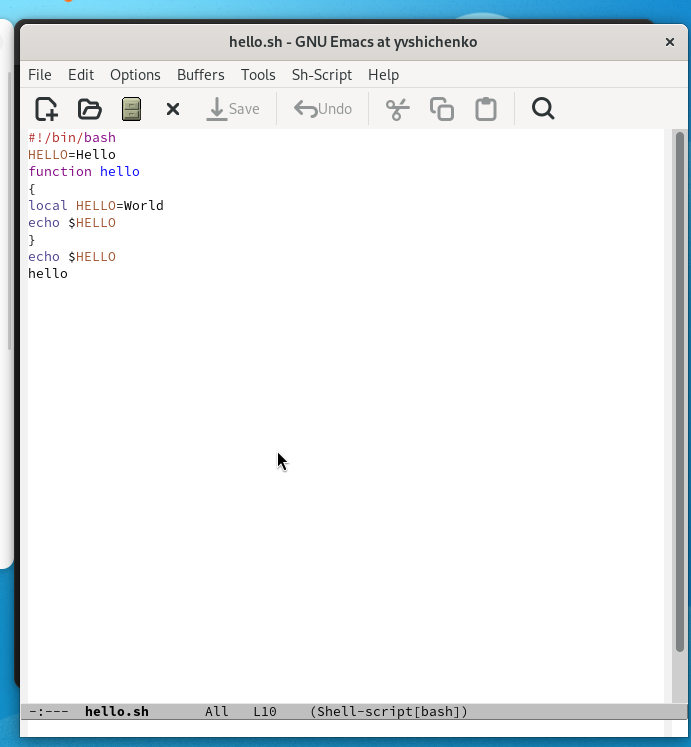 hello.sh - GNU Emacs at yvshichenko
File Edit Options Buffers Tools Sh-Script Help
Save Undo
#!/bin/bash
HELLO=Hello
function hello
{
local HELLO=World
echo $HELLO
}
echo $HELLO
hello
-:--- hello.sh All L10 (Shell-script[bash])